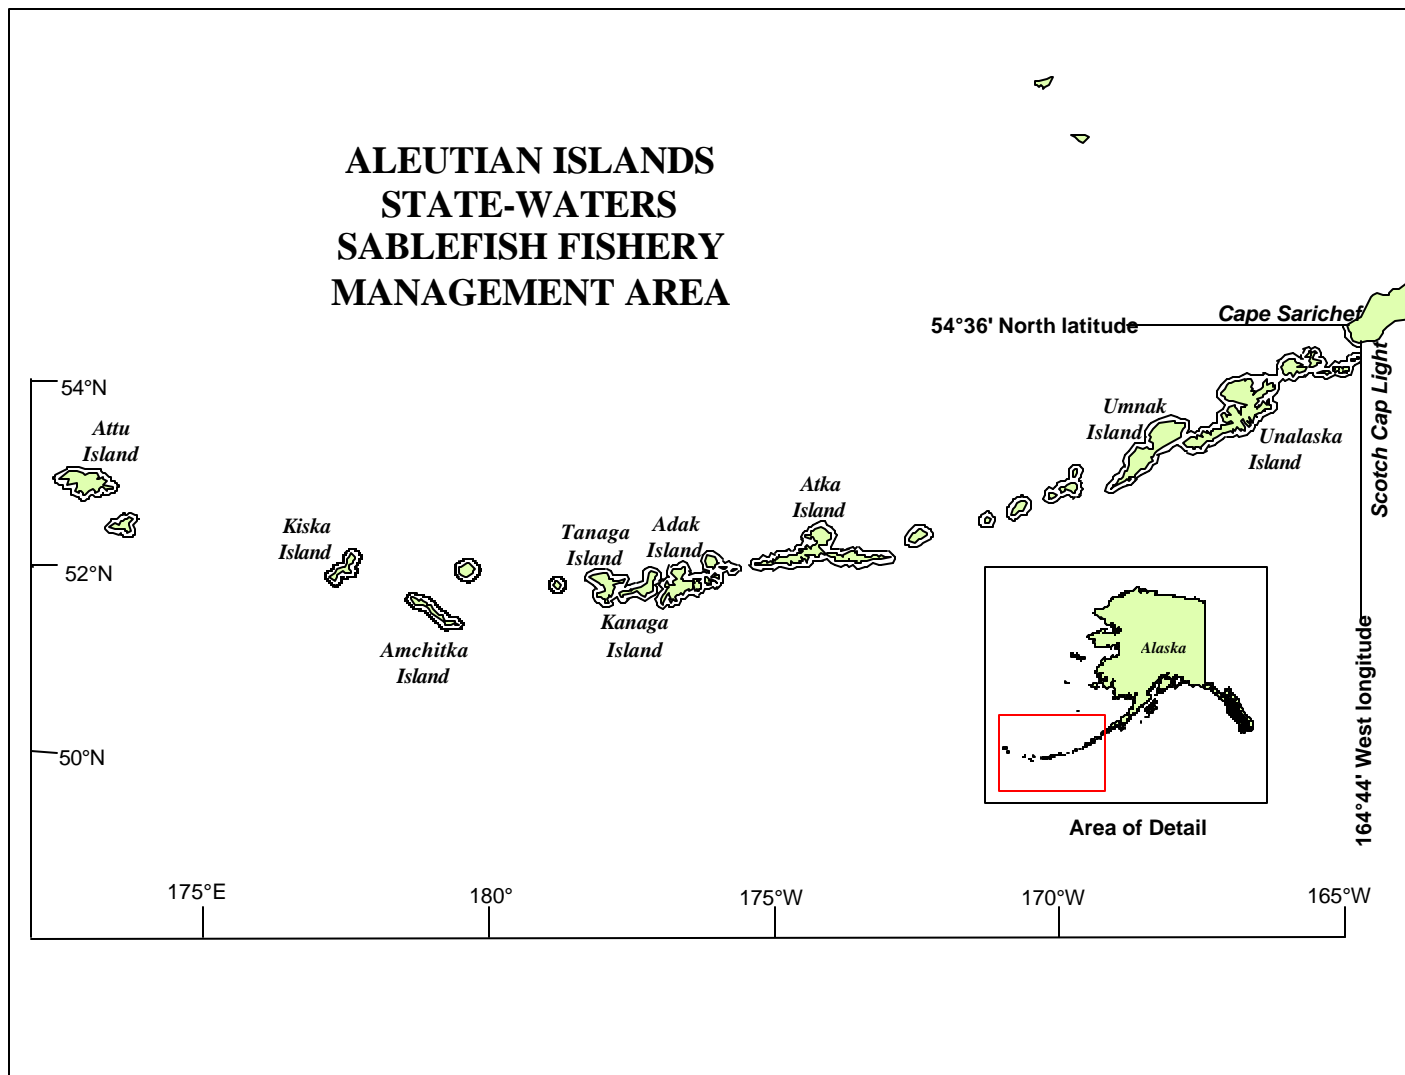 ALEUTIAN ISLANDS
STATE-WATERS
SABLEFISH FISHERY
MANAGEMENT AREA
Cape Sarichef
54°36' North latitude
Scotch Cap Light
164°44' West longitude
54°N
52°N
50°N
Attu
Island
Kiska
Island
Amchitka
Island
Tanaga
Island
Adak
Island
Kanaga
Island
Atka
Island
Umnak
Island
Unalaska
Island
Alaska
Area of Detail
175°E
180°
175°W
170°W
165°W